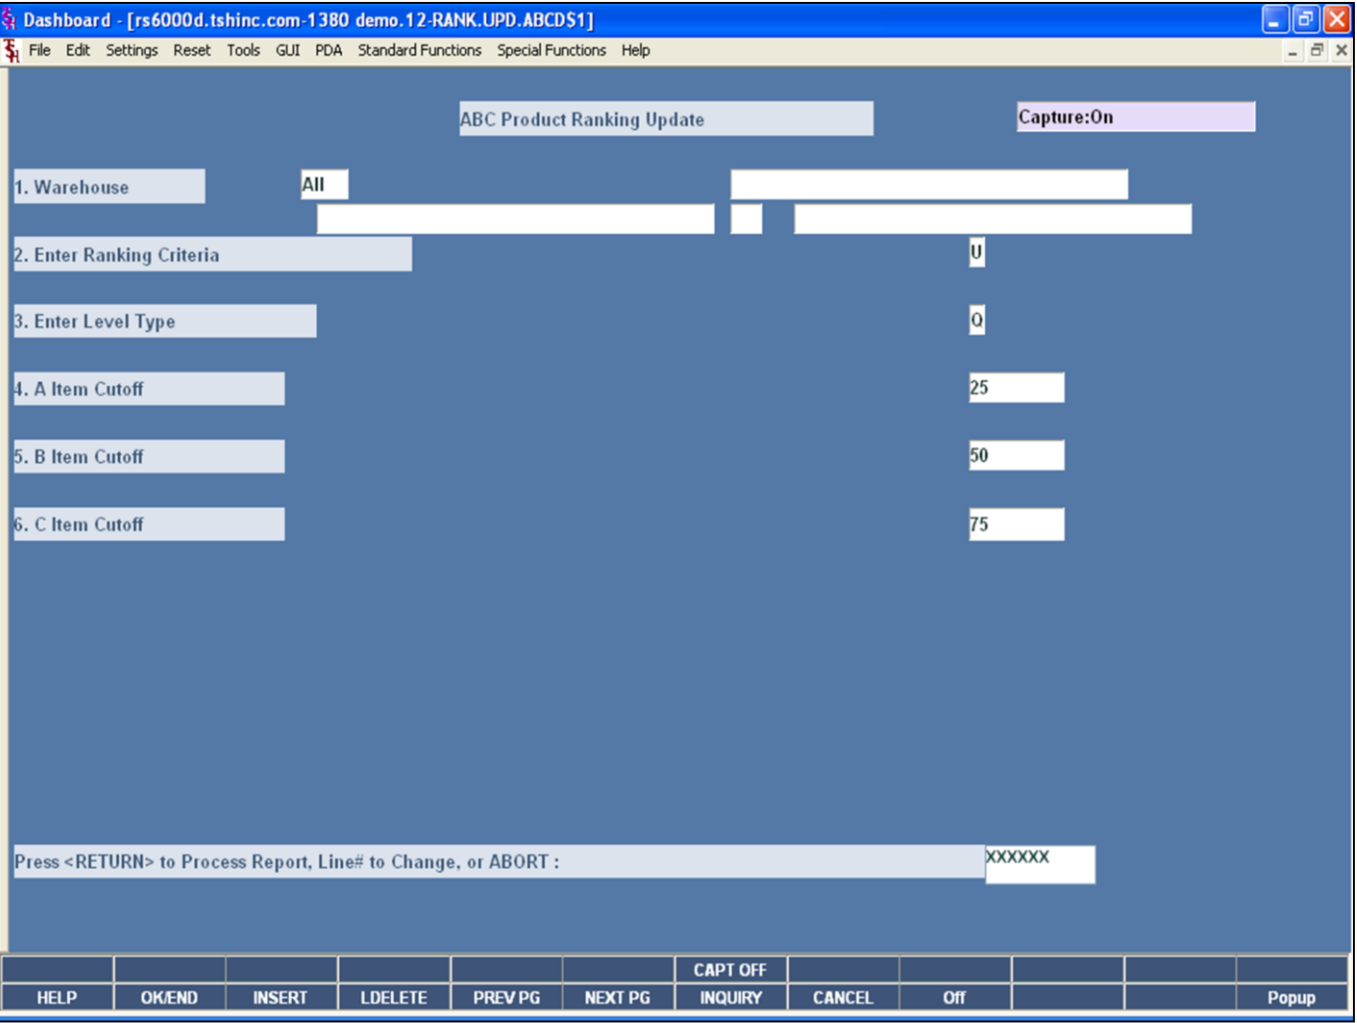 Dashboard - [rs6000d.tshinc.com-1380 demo.12-RANK.UPD.ABCD$1]
File Edit Settings Reset Tools GUI PDA Standard Functions Special Functions Help
ABC Product Ranking Update Capture:On
1. Warehouse All
2. Enter Ranking Criteria U
3. Enter Level Type Q
4. A Item Cutoff 25
5. B Item Cutoff 50
6. C Item Cutoff 75
Press <RETURN> to Process Report, Line# to Change, or ABORT : XXXXXX
CAPT OFF
HELP OK/END INSERT LDELETE PREV PG NEXT PG INQUIRY CANCEL Off Popup